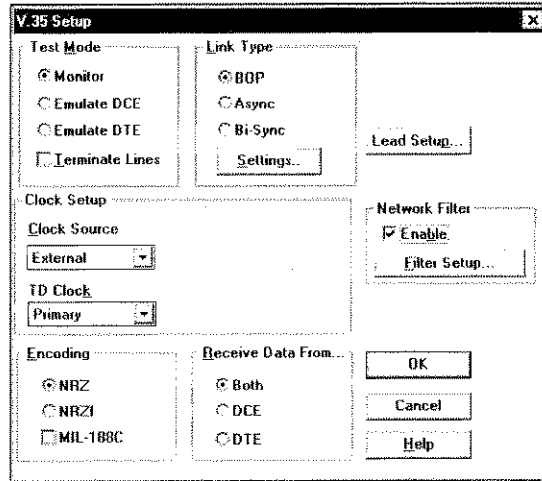 V.35 Setup
Test Mode
Monitor
Emulate DCE
Emulate DTE
Terminate Lines
Link Type
BOP
Async
Bi-Sync
Settings..
Lead Setup...
Clock Setup
Clock Source
External
TD Clock
Primary
Network Filter
Enable
Filter Setup...
Encoding
NRZ
NRZI
MIL-188C
Receive Data From...
Both
DCE
DTE
OK
Cancel
Help